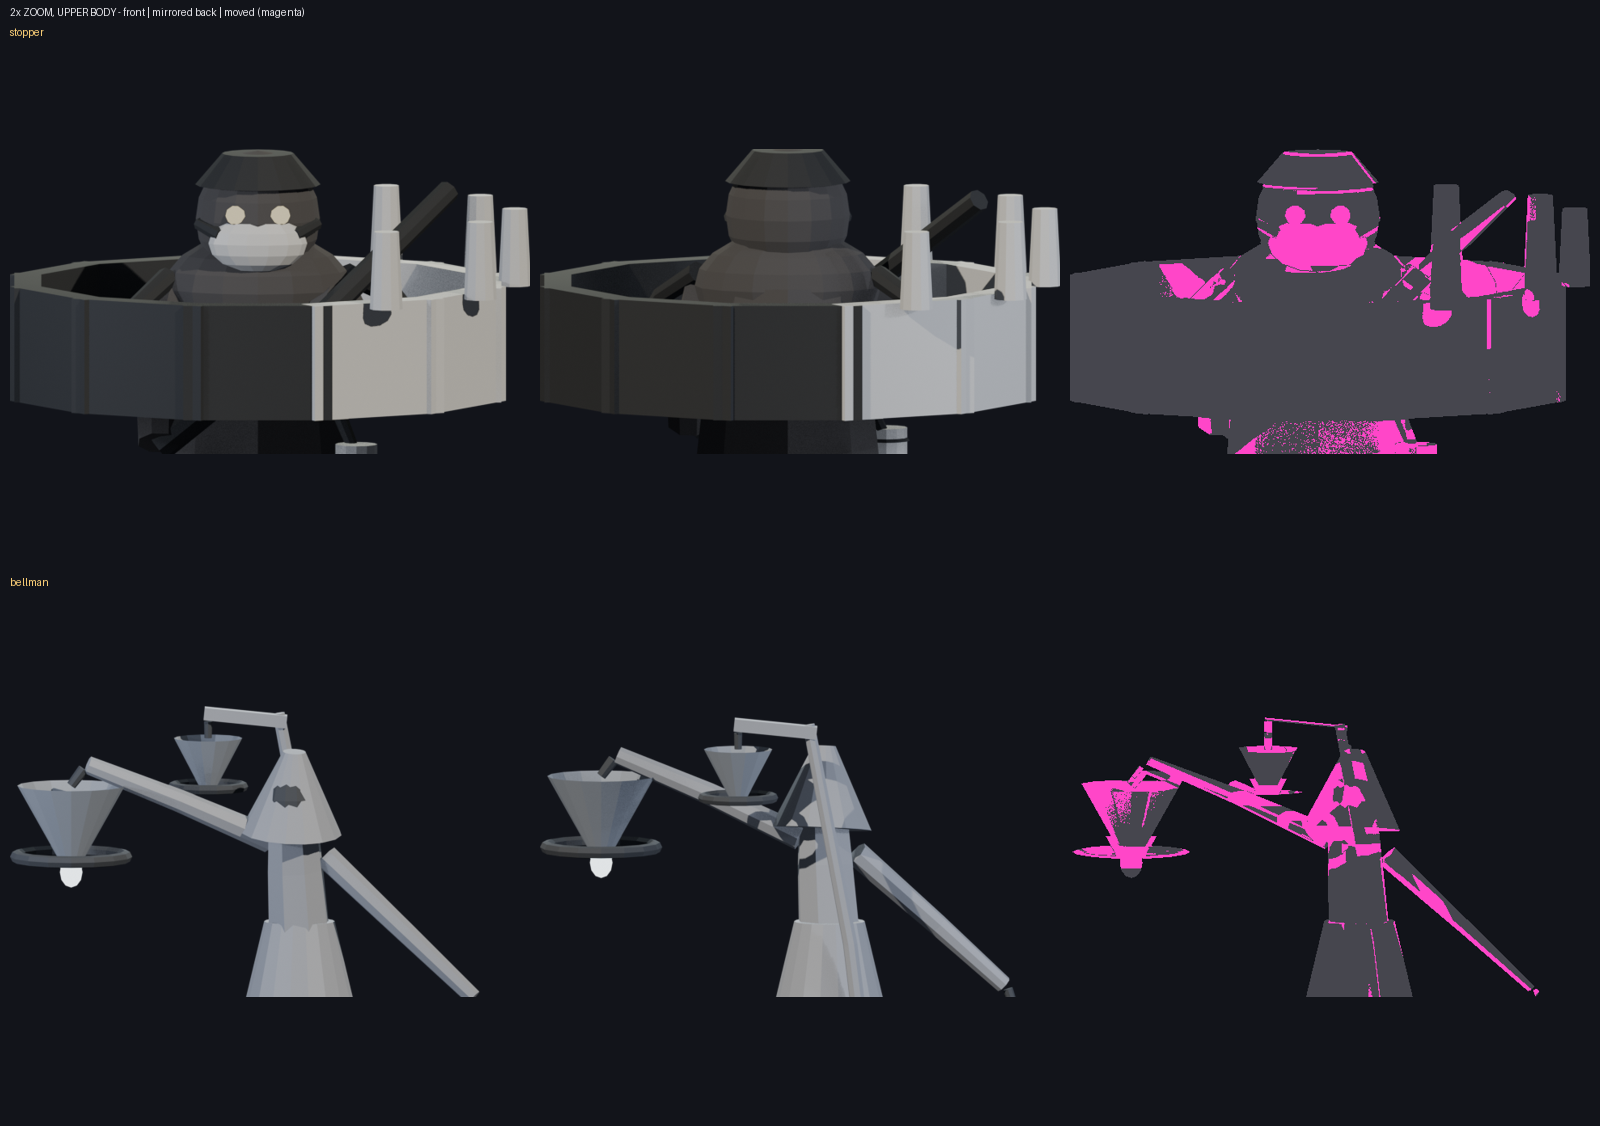 2x ZOOM, UPPER BODY - front | mirrored back | moved (magenta)
stopper
bellman